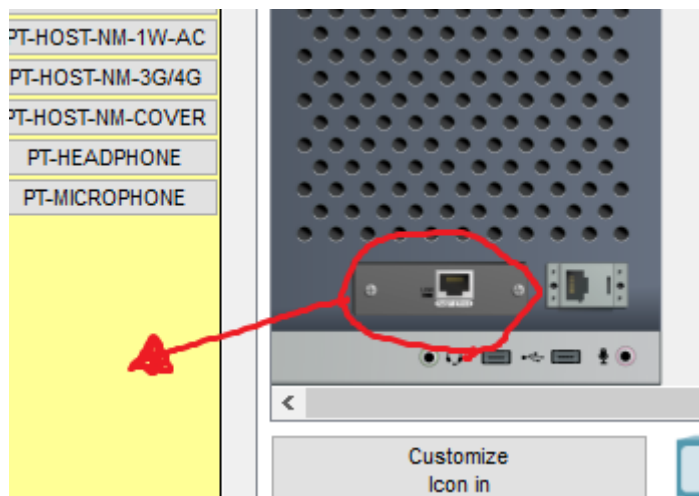 PT-HOST-NM-1W-AC
PT-HOST-NM-3G/4G
PT-HOST-NM-COVER
PT-HEADPHONE
PT-MICROPHONE
Customize
Icon in